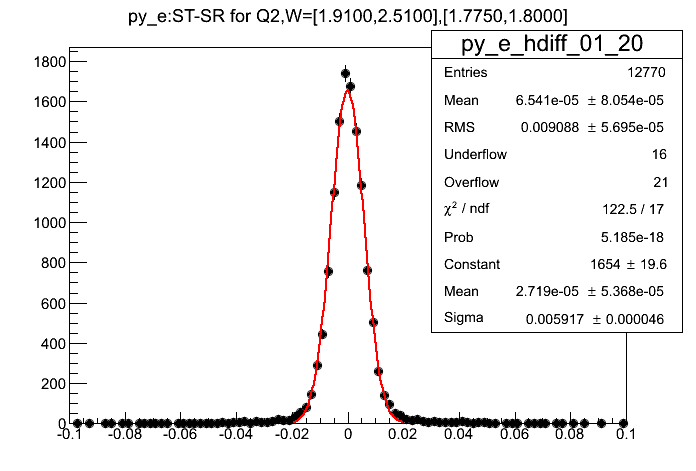 py_e:ST-SR for Q2,W=[1.9100,2.5100],[1.7750,1.8000]
py_e_hdiff_01_20
Entries 12770
Mean 6.541e-05 ± 8.054e-05
RMS 0.009088 ± 5.695e-05
Underflow 16
Overflow 21
χ² / ndf 122.5 / 17
Prob 5.185e-18
Constant 1654 ± 19.6
Mean 2.719e-05 ± 5.368e-05
Sigma 0.005917 ± 0.000046
1800
1600
1400
1200
1000
800
600
400
200
0
-0.1 -0.08 -0.06 -0.04 -0.02 0 0.02 0.04 0.06 0.08 0.1